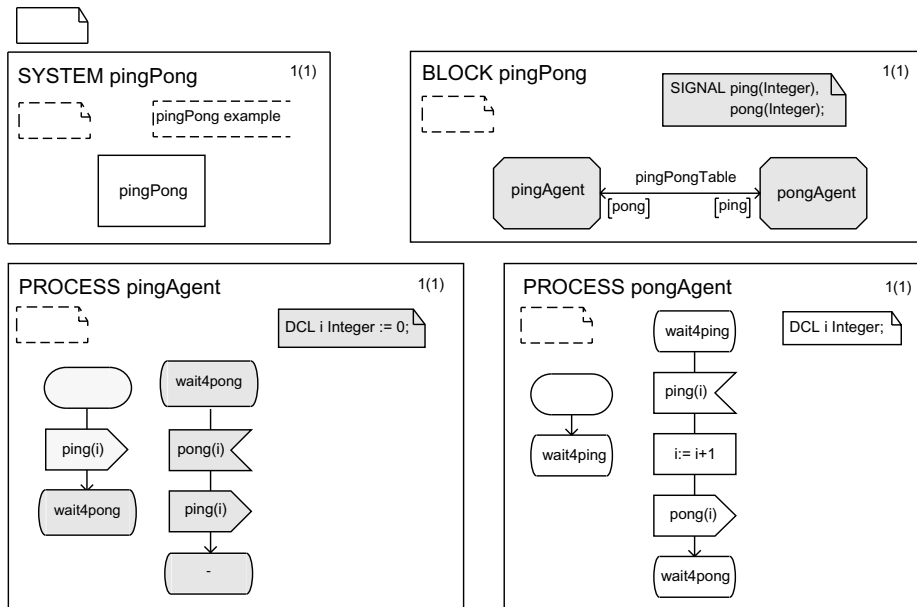 SYSTEM pingPong
1(1)
pingPong example
pingPong
BLOCK pingPong
1(1)
SIGNAL ping(Integer),
pong(Integer);
pingAgent
pingPongTable
pongAgent
[pong]
[ping]
PROCESS pingAgent
1(1)
DCL i Integer := 0;
wait4pong
ping(i)
pong(i)
wait4pong
ping(i)
-
PROCESS pongAgent
1(1)
wait4ping
DCL i Integer;
ping(i)
wait4ping
i:= i+1
pong(i)
wait4pong